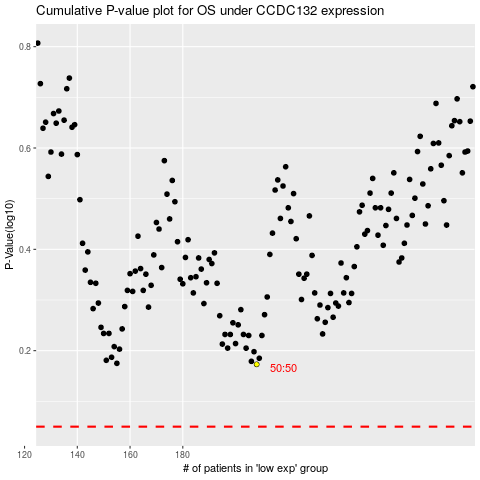 Cumulative P-value plot for OS under CCDC132 expression
P-Value(log10)
0.8
0.6
0.4
0.2
50:50
120 140 160 180
# of patients in 'low exp' group